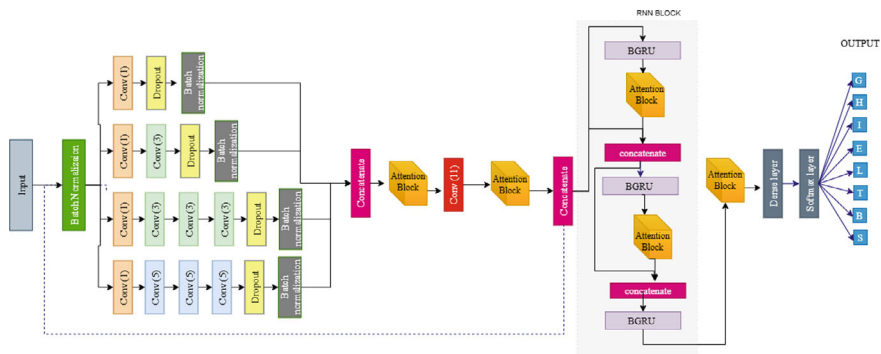 RNN BLOCK
OUTPUT
Input
BatchNormalization
Conv (1)
Dropout
Batch
normalization
Conv (1)
Conv (3)
Dropout
Batch
normalization
Conv (1)
Conv (3)
Conv (3)
Conv (3)
Dropout
Batch
normalization
Conv (1)
Conv (5)
Conv (5)
Conv (5)
Dropout
Batch
normalization
Concatenate
Attention
Block
Conv (11)
Attention
Block
Concatenate
BGRU
Attention
Block
concatenate
BGRU
Attention
Block
concatenate
BGRU
Attention
Block
Dense layer
Softmax layer
G
H
I
E
L
T
B
S